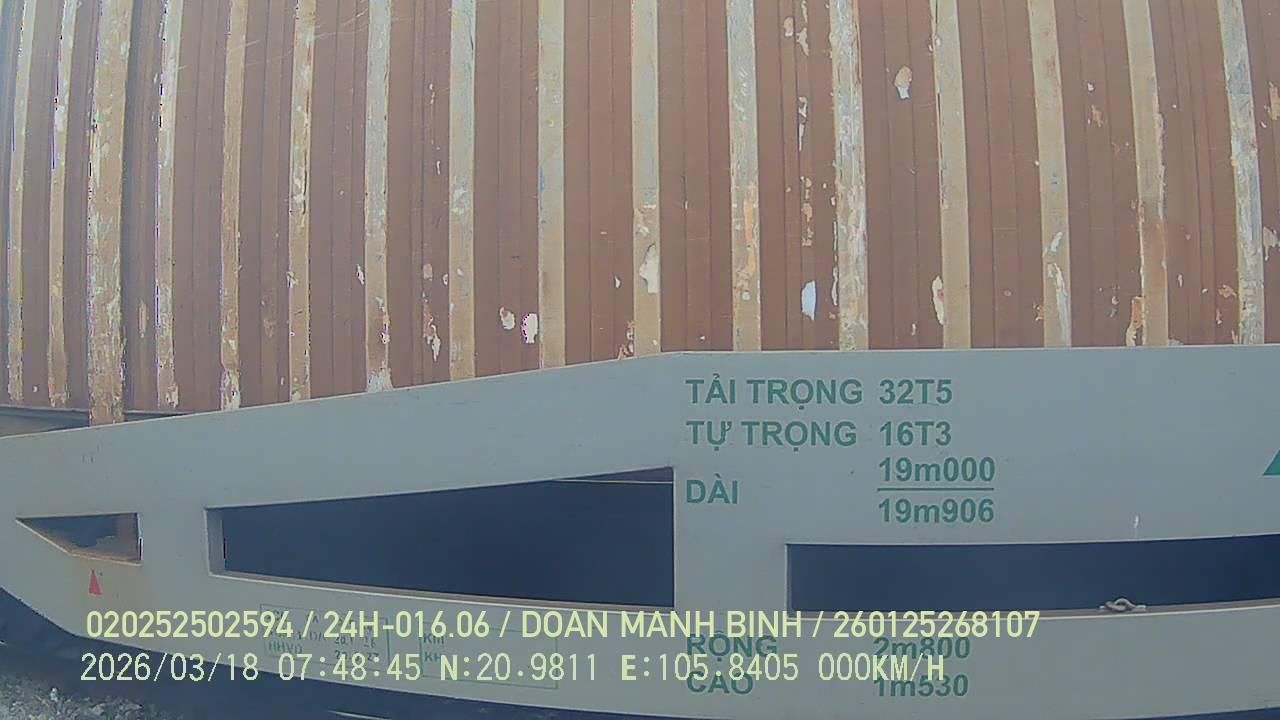 TẢI TRỌNG 32T5
TỰ TRỌNG 16T3
DÀI 19m000
19m906
020252502594 / 24H-016.06 / DOAN MANH BINH / 260125268107
RỘNG 2m800
2026/03/18 07:48:45 N:20.9811 E:105.8405 000KM/H
CAO 1m530